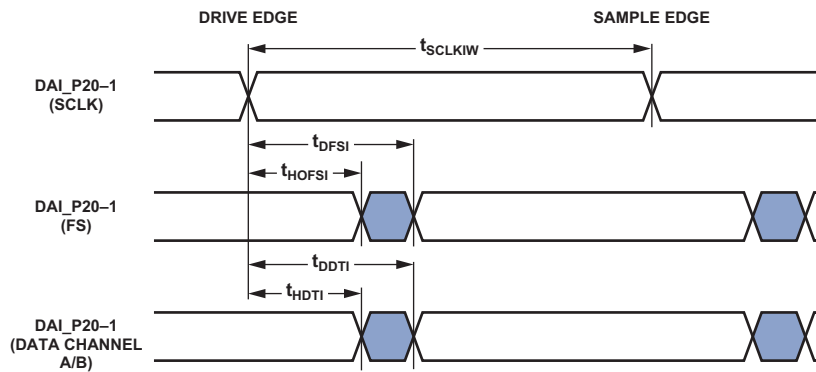 DRIVE EDGE SAMPLE EDGE
tSCLKIW
DAI_P20–1
(SCLK)
tDFSI
tHOFSI
DAI_P20–1
(FS)
tDDTI
tHDTI
DAI_P20–1
(DATA CHANNEL
A/B)